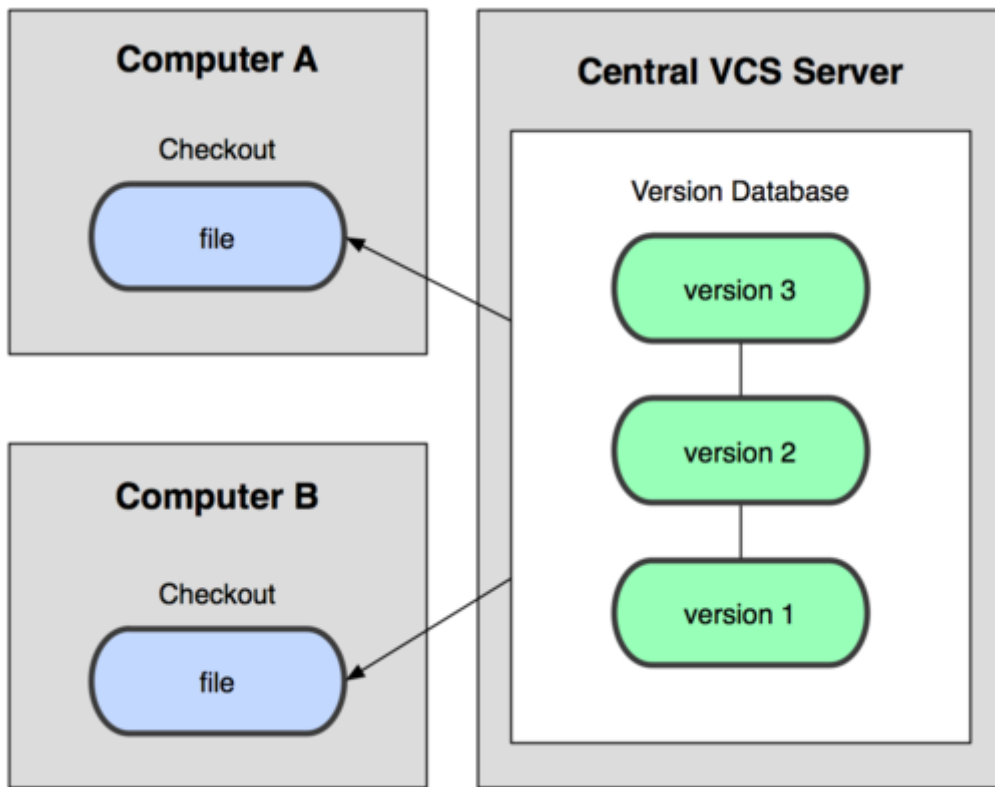 Computer A
Checkout
file
Computer B
Checkout
file
Central VCS Server
Version Database
version 3
version 2
version 1